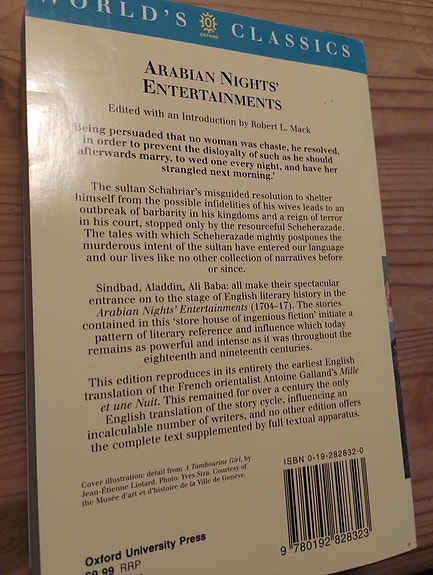 WORLD'S CLASSICS
OXFORD
ARABIAN NIGHTS'
ENTERTAINMENTS
Edited with an Introduction by Robert L. Mack
'Being persuaded that no woman was chaste, he resolved,
in order to prevent the disloyalty of such as he should
afterwards marry, to wed one every night, and have her
strangled next morning.'
The sultan Schahriar's misguided resolution to shelter
himself from the possible infidelities of his wives leads to an
outbreak of barbarity in his kingdoms and a reign of terror
in his court, stopped only by the resourceful Scheherazade.
The tales with which Scheherazade nightly postpones the
murderous intent of the sultan have entered our language
and our lives like no other collection of narratives before
or since.
Sindbad, Aladdin, Ali Baba: all make their spectacular
entrance on to the stage of English literary history in the
Arabian Nights' Entertainments (1704–17). The stories
contained in this 'store house of ingenious fiction' initiate a
pattern of literary reference and influence which today
remains as powerful and intense as it was throughout the
eighteenth and nineteenth centuries.
This edition reproduces in its entirety the earliest English
translation of the French orientalist Antoine Galland's Mille
et une Nuit. This remained for over a century the only
English translation of the story cycle, influencing an
incalculable number of writers, and no other edition offers
the complete text supplemented by full textual apparatus.
Cover illustration: detail from A Tambourine Girl, by
Jean-Étienne Liotard. Photo: Yves Siza. Courtesy of
the Musée d'art et d'histoire de la Ville de Genève.
ISBN 0-19-282832-0
Oxford University Press
£9.99 RRP
9 780192 828323